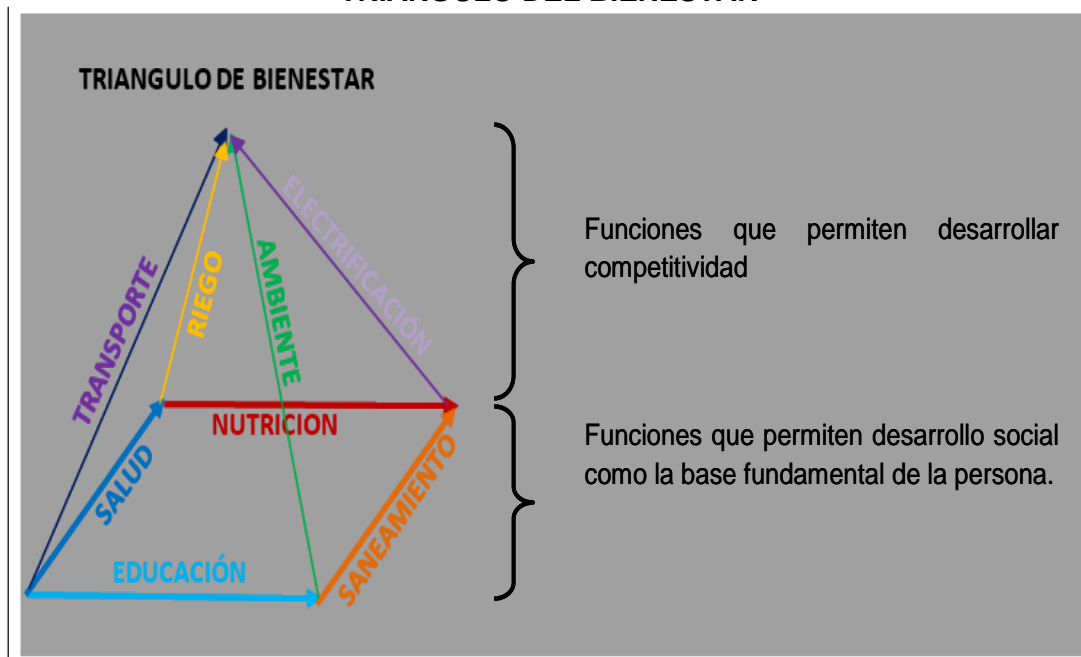 TRIANGULO DE BIENESTAR
ELECTRIFICACIÓN
AMBIENTE
RIEGO
TRANSPORTE
Funciones que permiten desarrollar
competitividad
NUTRICION
SALUD
SANEAMIENTO
EDUCACIÓN
Funciones que permiten desarrollo social
como la base fundamental de la persona.